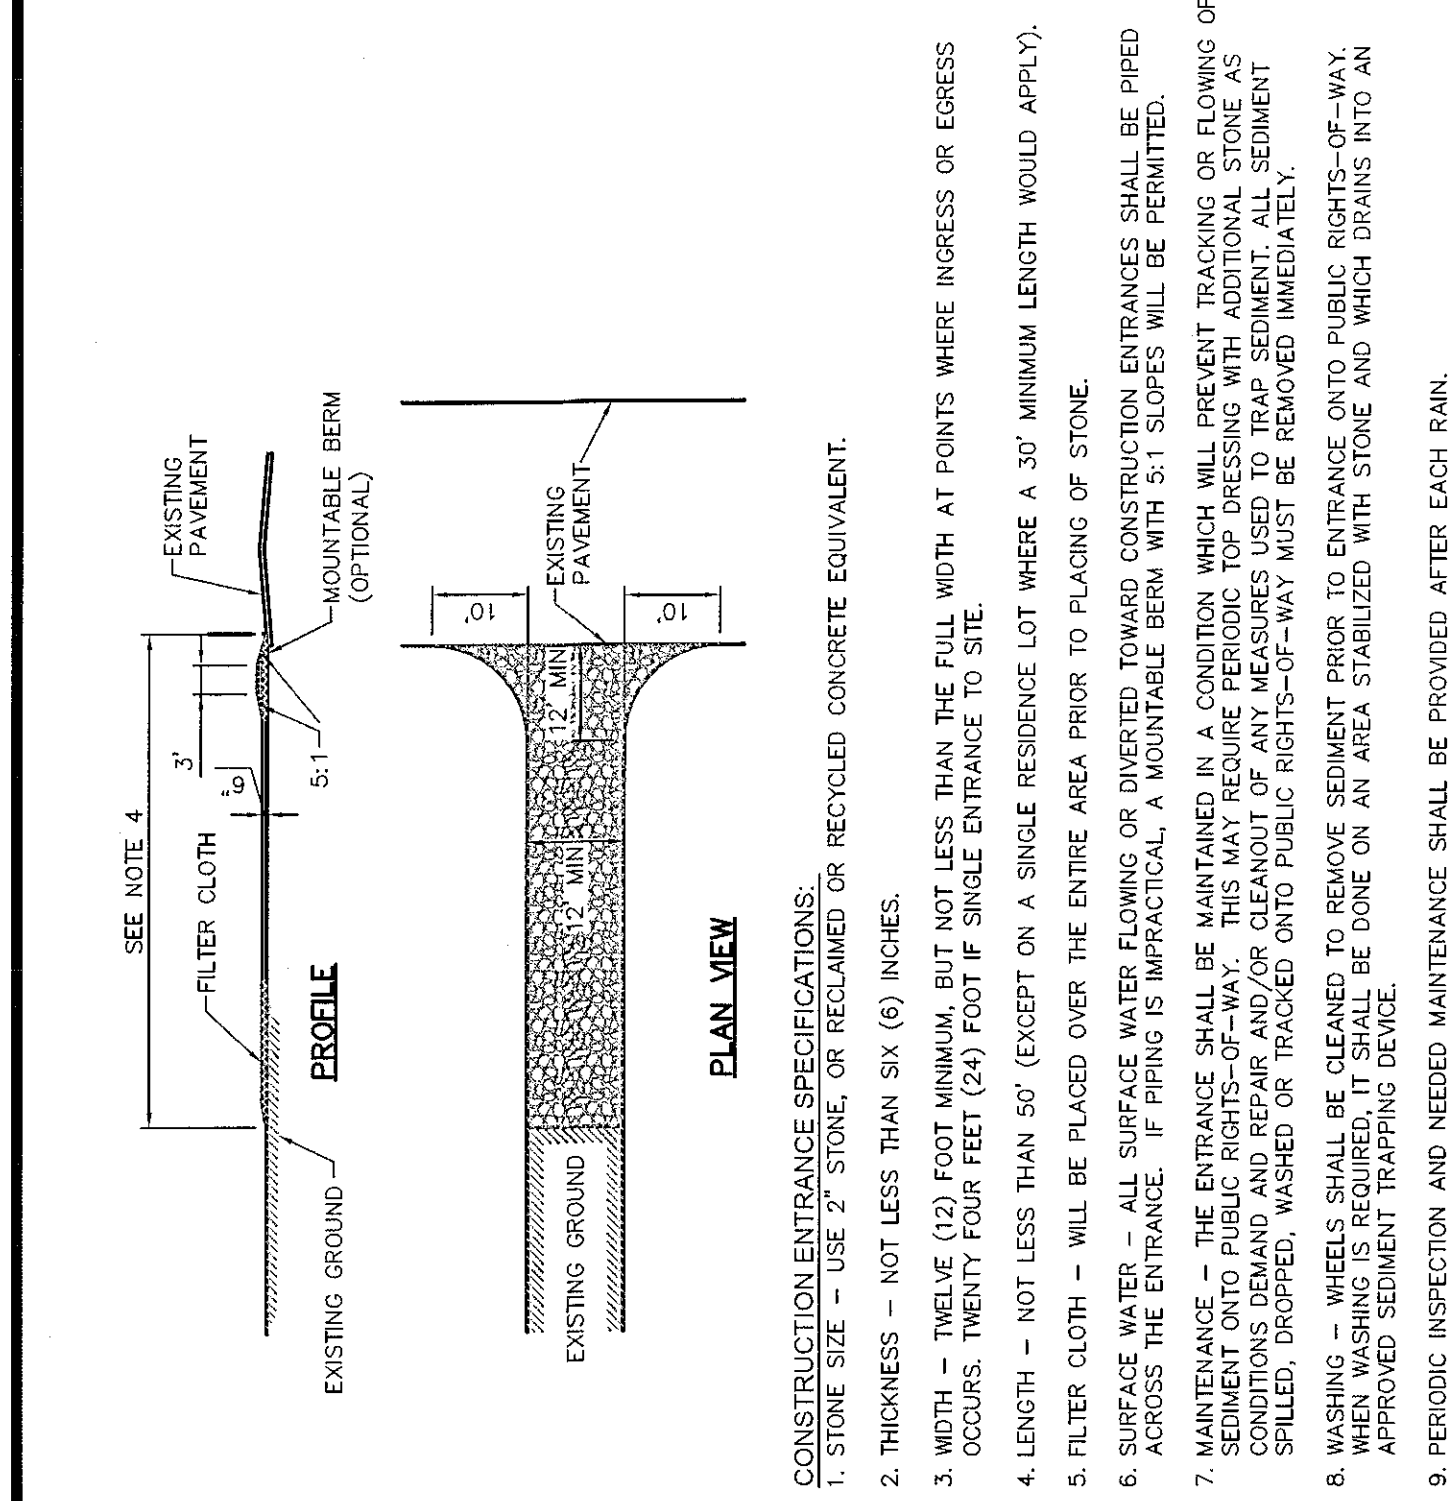 SEE NOTE 4
3'
EXISTING
PAVEMENT
FILTER CLOTH
6"
5:1
MOUNTABLE BERM
(OPTIONAL)
EXISTING GROUND
PROFILE
10'
12' MIN
EXISTING
PAVEMENT
12' MIN
10'
EXISTING GROUND
PLAN VIEW
CONSTRUCTION ENTRANCE SPECIFICATIONS:
1. STONE SIZE – USE 2" STONE, OR RECLAIMED OR RECYCLED CONCRETE EQUIVALENT.
2. THICKNESS – NOT LESS THAN SIX (6) INCHES.
3. WIDTH – TWELVE (12) FOOT MINIMUM, BUT NOT LESS THAN THE FULL WIDTH AT POINTS WHERE INGRESS OR EGRESS
OCCURS. TWENTY FOUR FEET (24) FOOT IF SINGLE ENTRANCE TO SITE.
4. LENGTH – NOT LESS THAN 50' (EXCEPT ON A SINGLE RESIDENCE LOT WHERE A 30' MINIMUM LENGTH WOULD APPLY).
5. FILTER CLOTH – WILL BE PLACED OVER THE ENTIRE AREA PRIOR TO PLACING OF STONE.
6. SURFACE WATER – ALL SURFACE WATER FLOWING OR DIVERTED TOWARD CONSTRUCTION ENTRANCES SHALL BE PIPED
ACROSS THE ENTRANCE. IF PIPING IS IMPRACTICAL, A MOUNTABLE BERM WITH 5:1 SLOPES WILL BE PERMITTED.
7. MAINTENANCE – THE ENTRANCE SHALL BE MAINTAINED IN A CONDITION WHICH WILL PREVENT TRACKING OR FLOWING OF
SEDIMENT ONTO PUBLIC RIGHTS–OF–WAY. THIS MAY REQUIRE PERIODIC TOP DRESSING WITH ADDITIONAL STONE AS
CONDITIONS DEMAND AND REPAIR AND/OR CLEANOUT OF ANY MEASURES USED TO TRAP SEDIMENT. ALL SEDIMENT
SPILLED, DROPPED, WASHED OR TRACKED ONTO PUBLIC RIGHTS–OF–WAY MUST BE REMOVED IMMEDIATELY.
8. WASHING – WHEELS SHALL BE CLEANED TO REMOVE SEDIMENT PRIOR TO ENTRANCE ONTO PUBLIC RIGHTS–OF–WAY.
WHEN WASHING IS REQUIRED, IT SHALL BE DONE ON AN AREA STABILIZED WITH STONE AND WHICH DRAINS INTO AN
APPROVED SEDIMENT TRAPPING DEVICE.
9. PERIODIC INSPECTION AND NEEDED MAINTENANCE SHALL BE PROVIDED AFTER EACH RAIN.